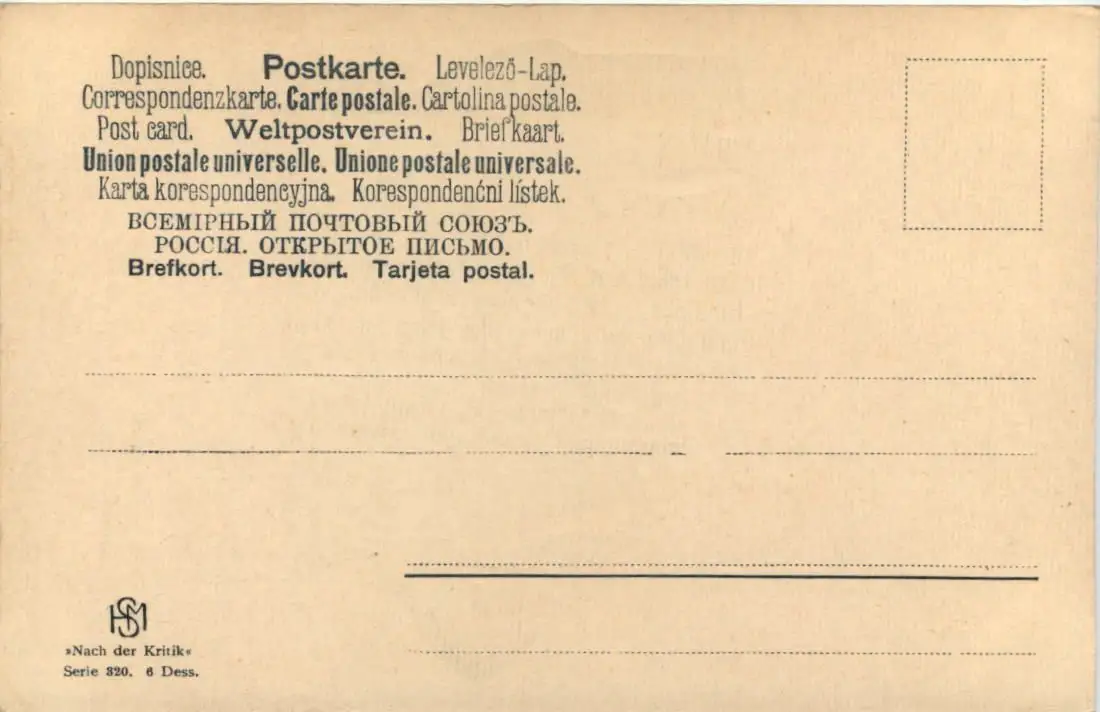 Dopisnice. Postkarte. Levelező-Lap.
Correspondenzkarte. Carte postale. Cartolina postale.
Post card. Weltpostverein. Briefkaart.
Union postale universelle. Unione postale universale.
Karta korespondencyjna. Korespondenćni lístek.
ВСЕМІРНЫЙ ПОЧТОВЫЙ СОЮЗЪ.
РОССІЯ. ОТКРЫТОЕ ПИСЬМО.
Brefkort. Brevkort. Tarjeta postal.
HSM
»Nach der Kritik«
Serie 320. 6 Dess.